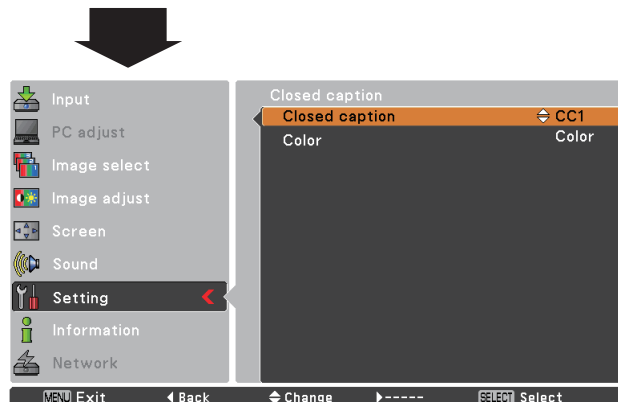 Input
PC adjust
Image select
Image adjust
Screen
Sound
Setting
Information
Network
Closed caption
Closed caption CC1
Color Color
MENU Exit Back Change ----- SELECT Select